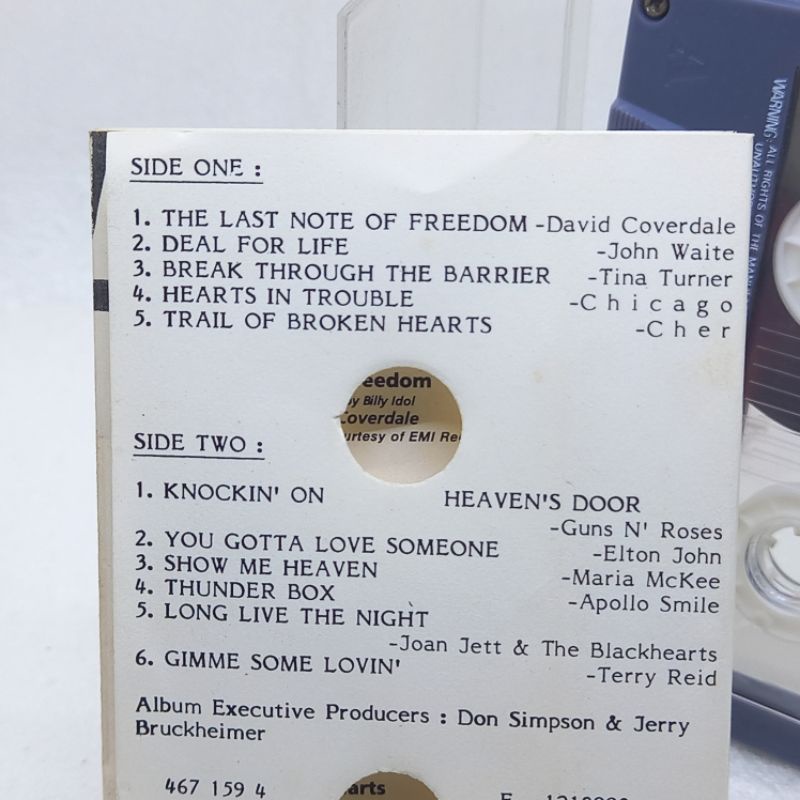 SIDE ONE :
1. THE LAST NOTE OF FREEDOM -David Coverdale
2. DEAL FOR LIFE -John Waite
3. BREAK THROUGH THE BARRIER -Tina Turner
4. HEARTS IN TROUBLE -Chicago
5. TRAIL OF BROKEN HEARTS -Cher
eedom
by Billy Idol
Coverdale
urtesy of EMI Re
SIDE TWO :
1. KNOCKIN' ON HEAVEN'S DOOR
-Guns N' Roses
2. YOU GOTTA LOVE SOMEONE -Elton John
3. SHOW ME HEAVEN -Maria McKee
4. THUNDER BOX -Apollo Smile
5. LONG LIVE THE NIGHT
-Joan Jett & The Blackhearts
6. GIMME SOME LOVIN' -Terry Reid
Album Executive Producers : Don Simpson & Jerry
Bruckheimer
467 159 4
arts
WARNING: ALL RIGHTS OF THE